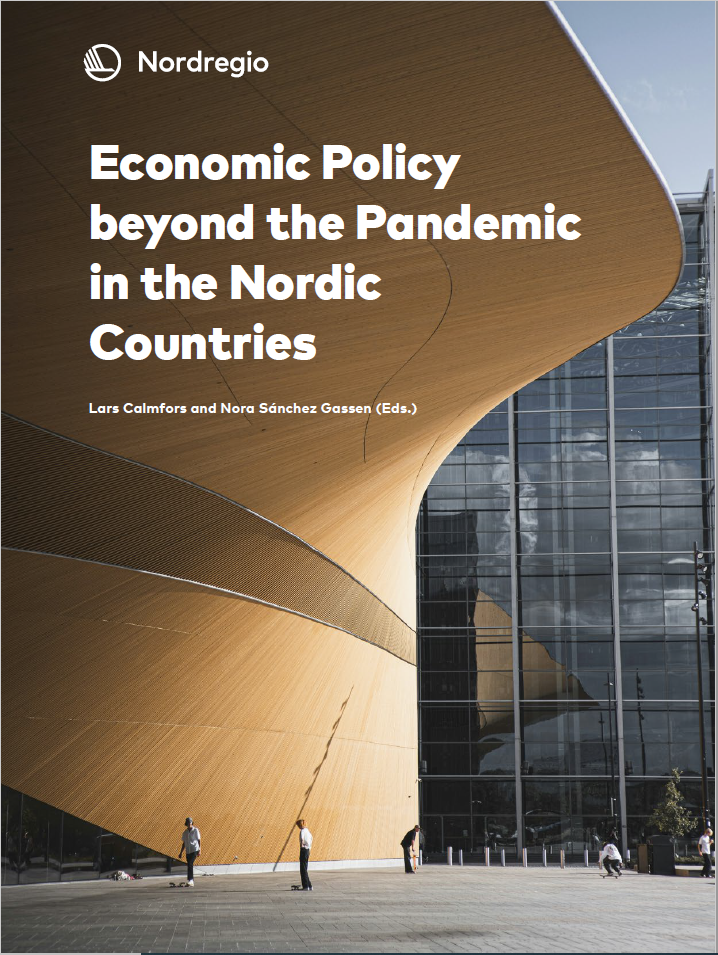 Nordregio
Economic Policy
beyond the Pandemic
in the Nordic
Countries
Lars Calmfors and Nora Sánchez Gassen (Eds.)